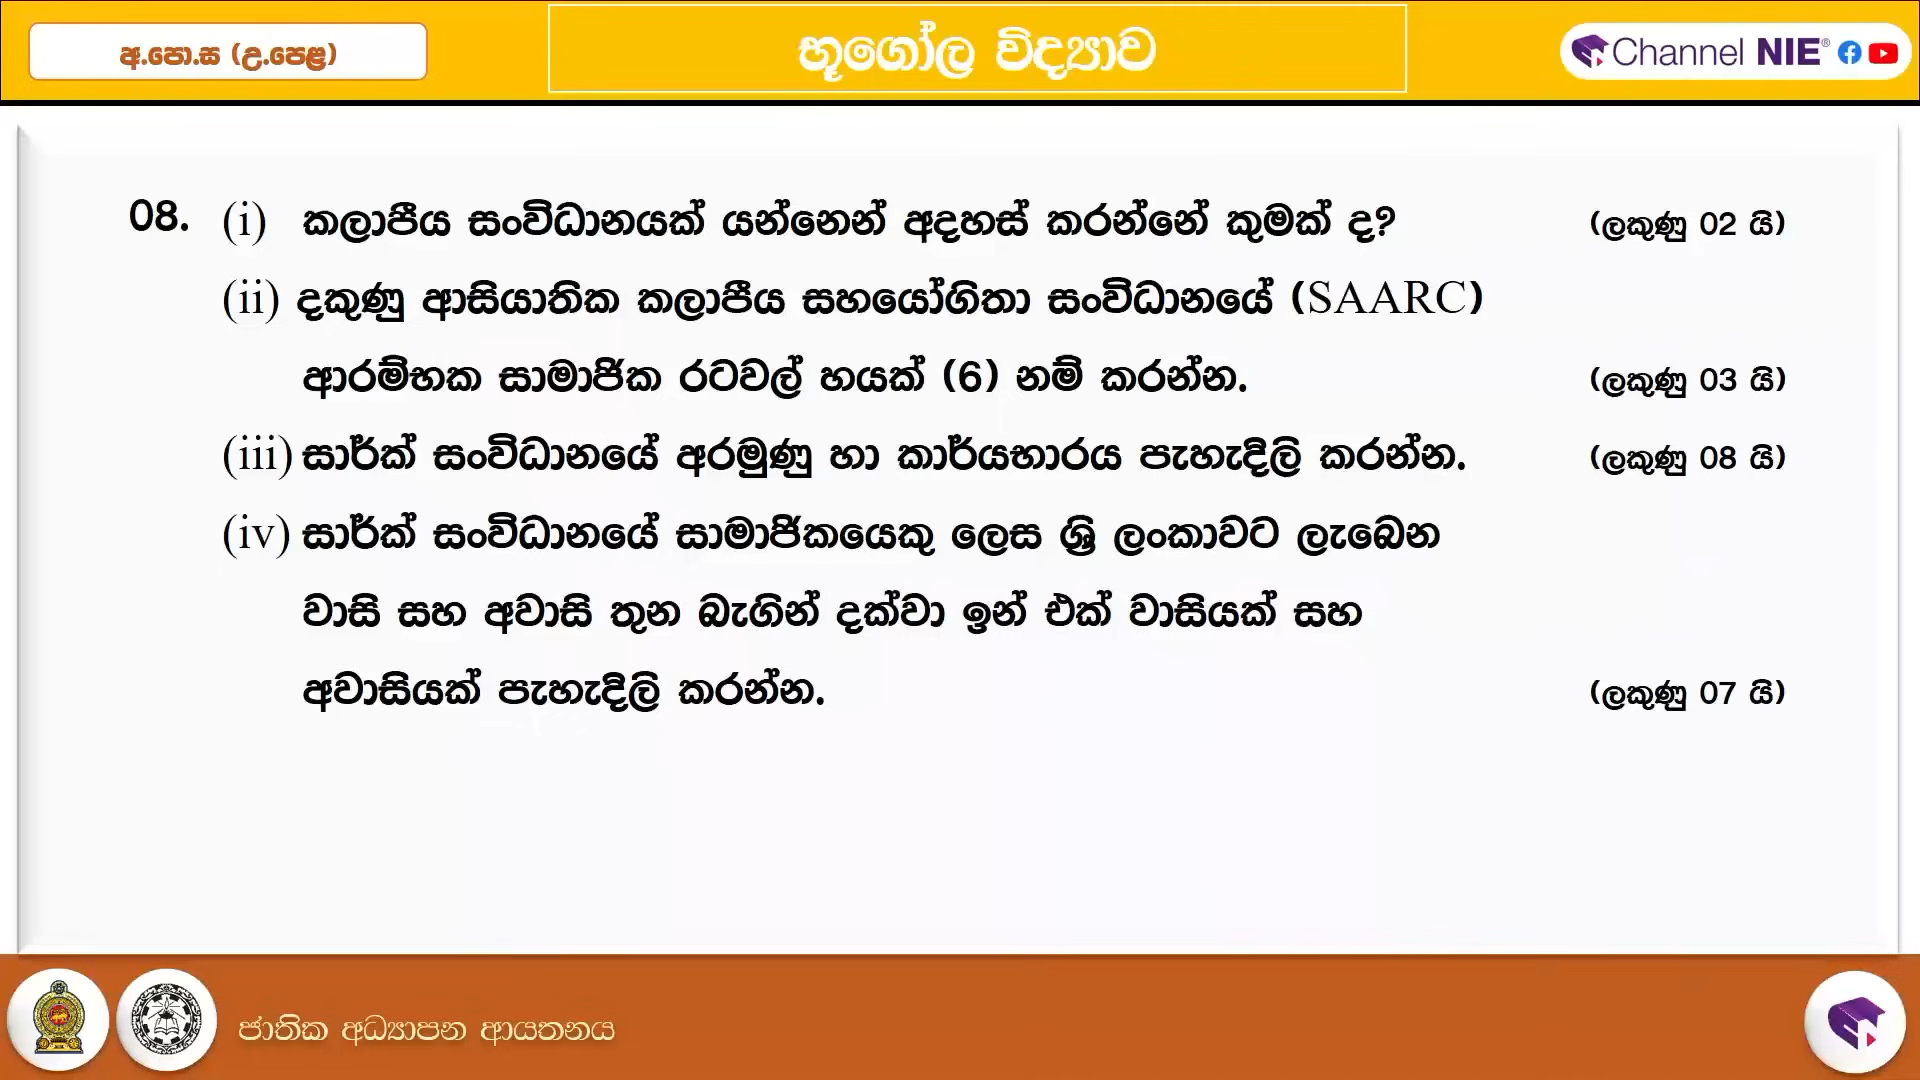 අ.පො.ස (උ.පෙළ)
භූගෝල විද්‍යාව
Channel NIE®
08. (i) කලාපීය සංවිධානයක් යන්නෙන් අදහස් කරන්නේ කුමක් ද? (ලකුණු 02 යි)
(ii) දකුණු ආසියාතික කලාපීය සහයෝගිතා සංවිධානයේ (SAARC)
ආරම්භක සාමාජික රටවල් හයක් (6) නම් කරන්න. (ලකුණු 03 යි)
(iii) සාර්ක් සංවිධානයේ අරමුණු හා කාර්යභාරය පැහැදිලි කරන්න. (ලකුණු 08 යි)
(iv) සාර්ක් සංවිධානයේ සාමාජිකයෙකු ලෙස ශ්‍රි ලංකාවට ලැබෙන
වාසි සහ අවාසි තුන බැගින් දක්වා ඉන් එක් වාසියක් සහ
අවාසියක් පැහැදිලි කරන්න. (ලකුණු 07 යි)
ජාතික අධ්‍යාපන ආයතනය